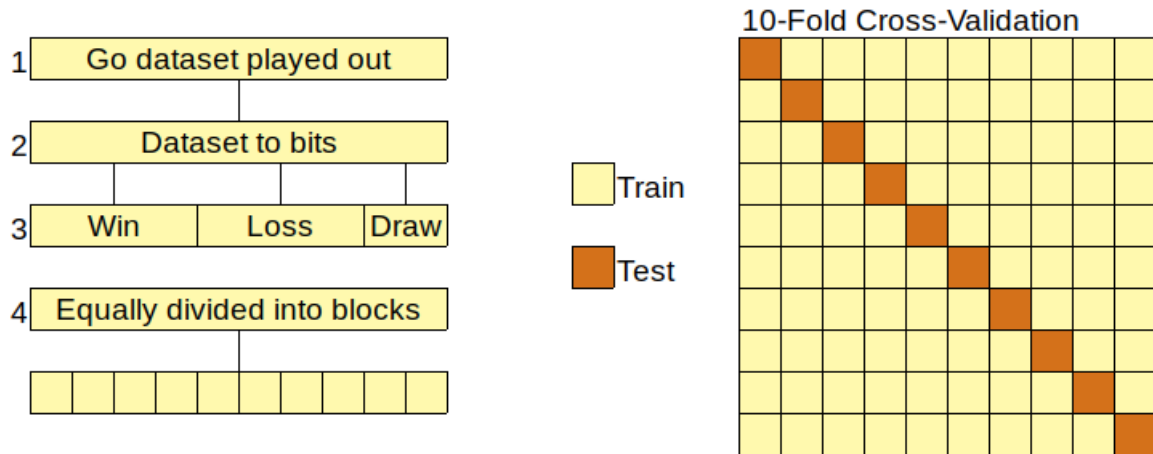 10-Fold Cross-Validation
1 Go dataset played out
2 Dataset to bits
3 Win Loss Draw
4 Equally divided into blocks
Train
Test